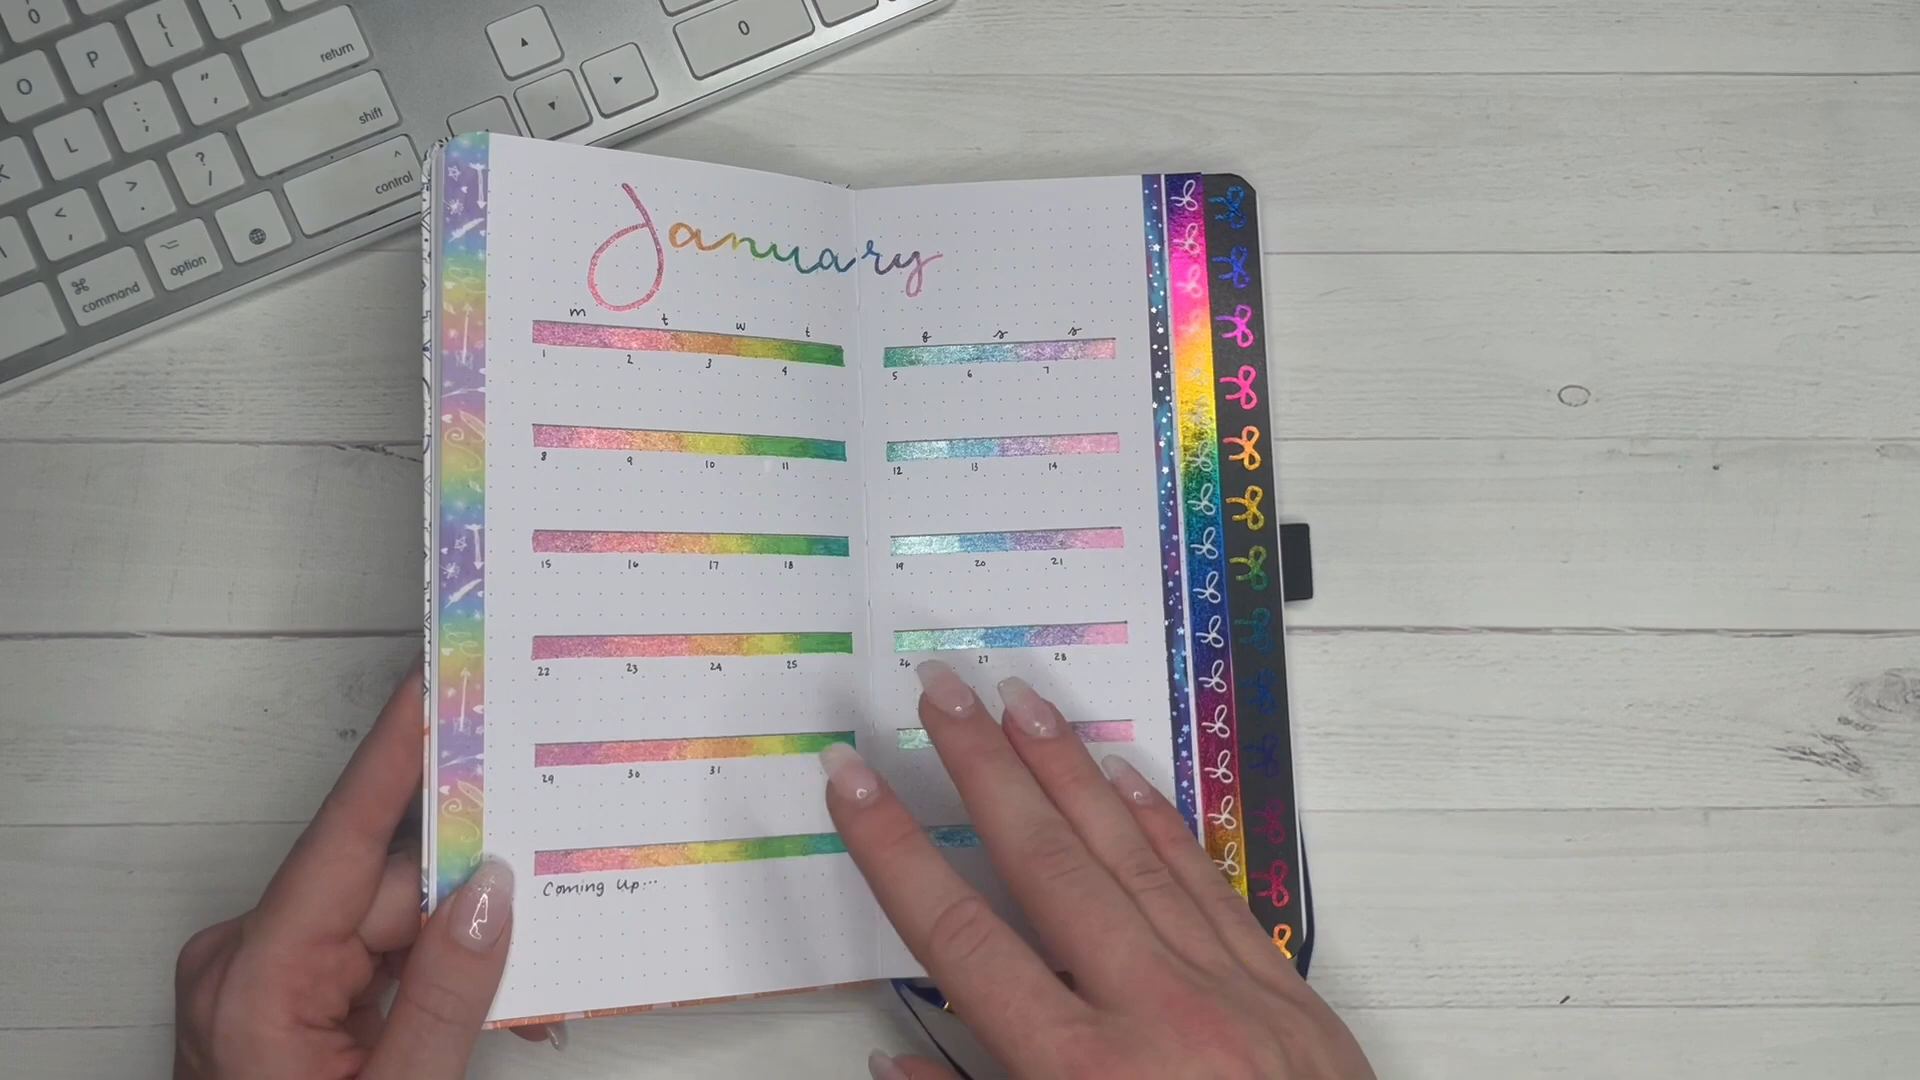 O P { [ } ] return 0
L : ; " ' shift
K < , > . ? / ^ control
⌘ command ⌥ option
January
m t w t f s s
1 2 3 4 5 6 7
8 9 10 11 12 13 14
15 16 17 18 19 20 21
22 23 24 25 26 27 28
29 30 31
Coming Up...